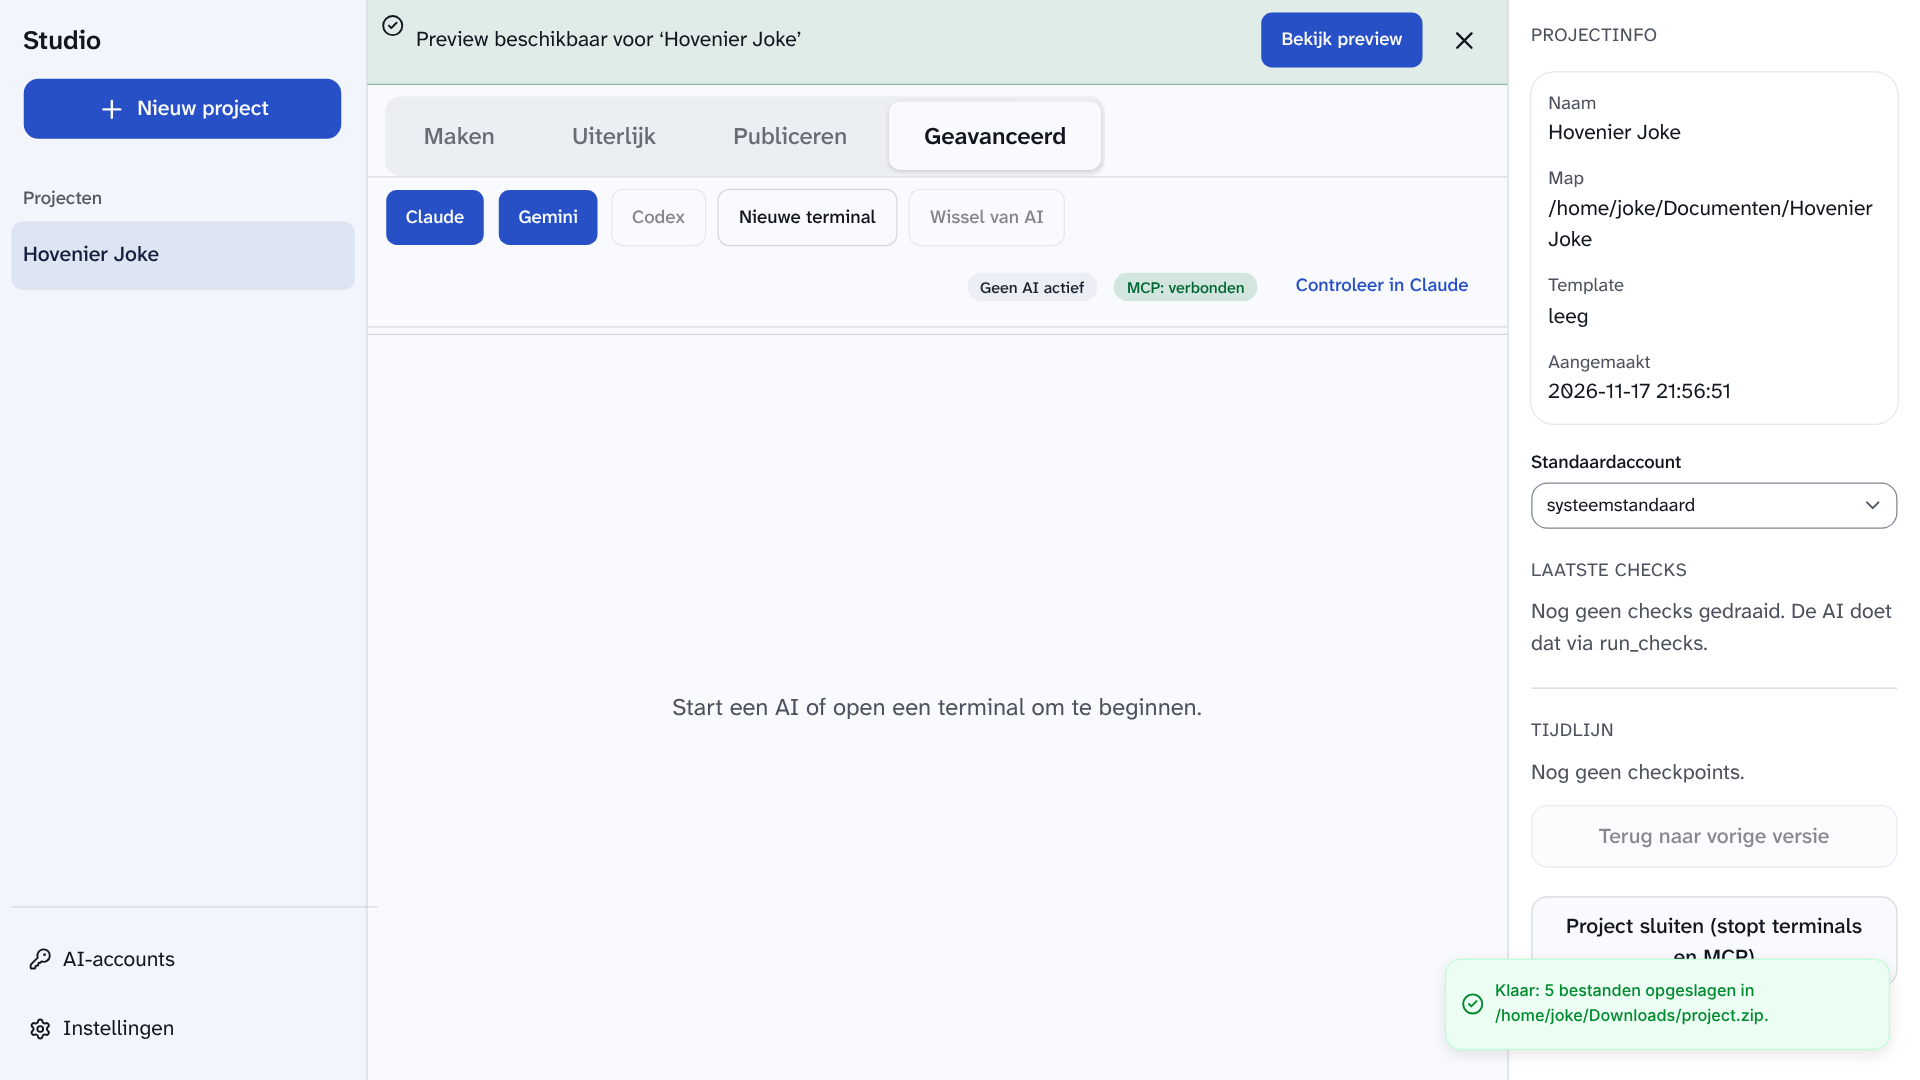 Studio
Nieuw project
Projecten
Hovenier Joke
AI-accounts
Instellingen
Preview beschikbaar voor ‘Hovenier Joke’
Bekijk preview
Maken
Uiterlijk
Publiceren
Geavanceerd
Claude
Gemini
Codex
Nieuwe terminal
Wissel van AI
Geen AI actief
MCP: verbonden
Controleer in Claude
Start een AI of open een terminal om te beginnen.
PROJECTINFO
Naam
Hovenier Joke
Map
/home/joke/Documenten/Hovenier
Joke
Template
leeg
Aangemaakt
2026-11-17 21:56:51
Standaardaccount
systeemstandaard
LAATSTE CHECKS
Nog geen checks gedraaid. De AI doet
dat via run_checks.
TIJDLIJN
Nog geen checkpoints.
Terug naar vorige versie
Project sluiten (stopt terminals
en MCP)
Klaar: 5 bestanden opgeslagen in
/home/joke/Downloads/project.zip.